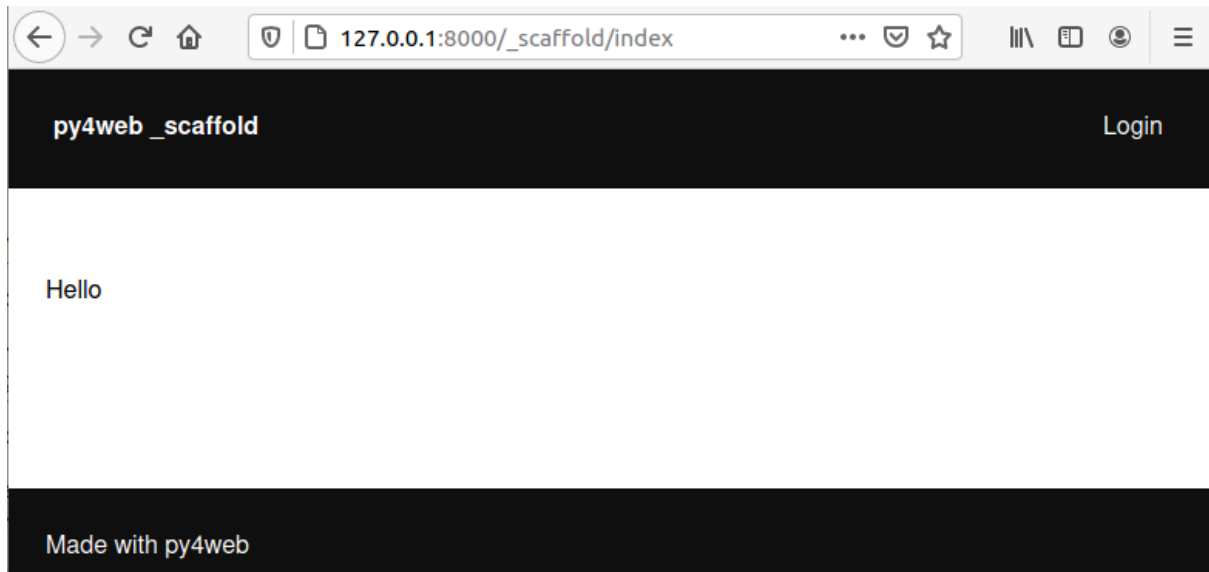 127.0.0.1:8000/_scaffold/index
py4web _scaffold
Login
Hello
Made with py4web